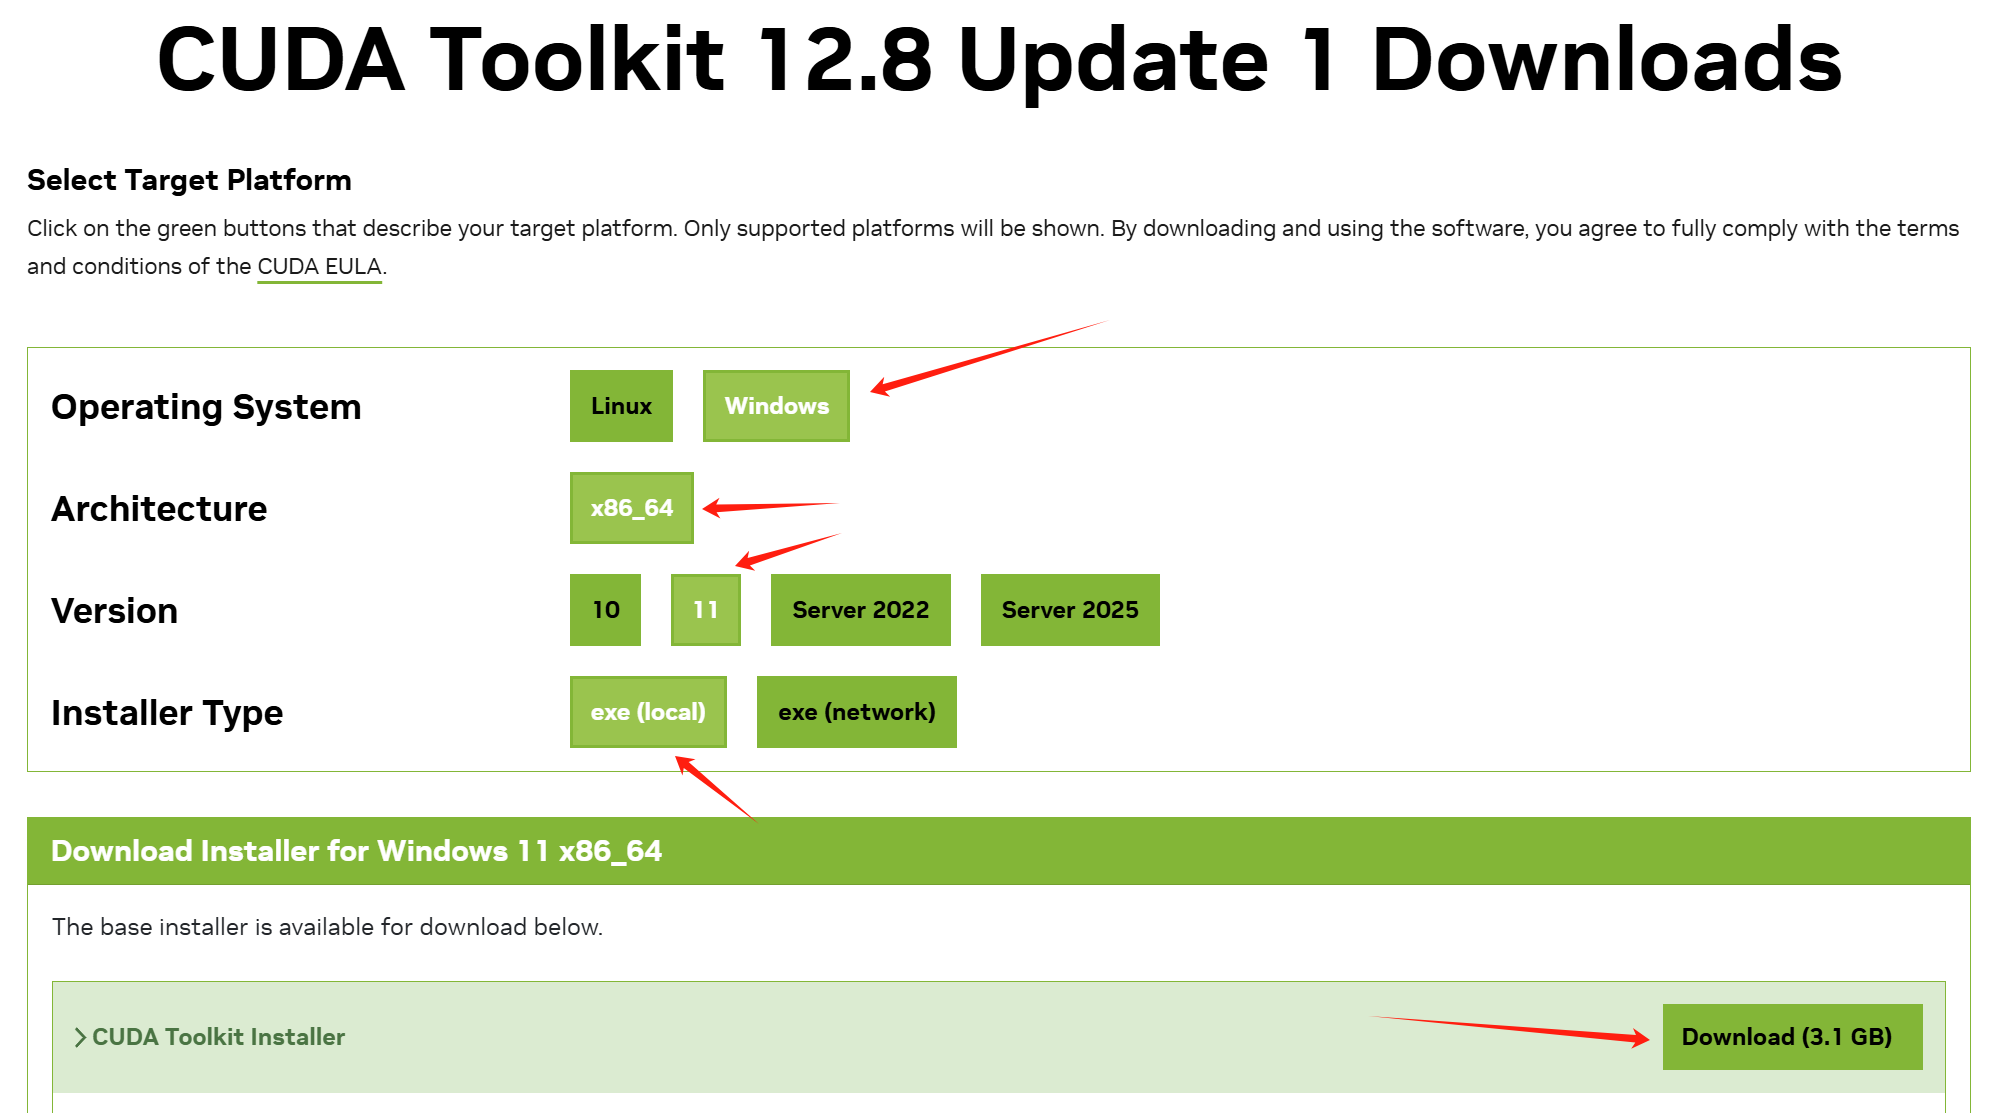 CUDA Toolkit 12.8 Update 1 Downloads
Select Target Platform
Click on the green buttons that describe your target platform. Only supported platforms will be shown. By downloading and using the software, you agree to fully comply with the terms
and conditions of the CUDA EULA.
Operating System
Linux
Windows
Architecture
x86_64
Version
10
11
Server 2022
Server 2025
Installer Type
exe (local)
exe (network)
Download Installer for Windows 11 x86_64
The base installer is available for download below.
CUDA Toolkit Installer
Download (3.1 GB)